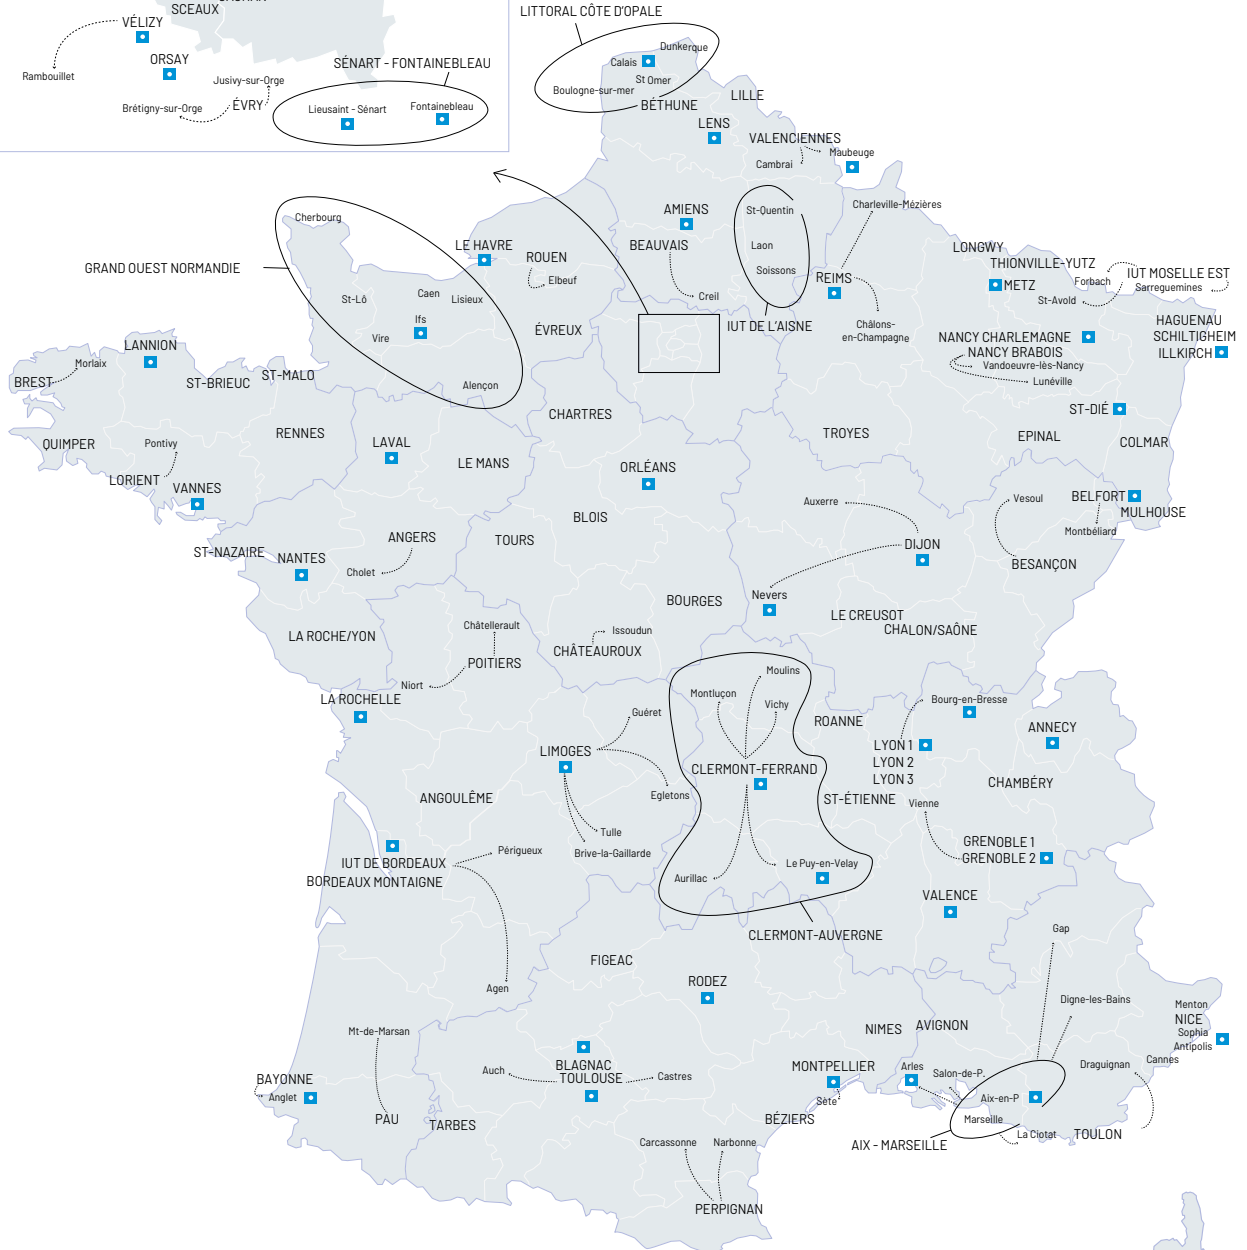 SCEAUX
VÉLIZY
ORSAY
Rambouillet
Jusivy-sur-Orge
Brétigny-sur-Orge
ÉVRY
SÉNART - FONTAINEBLEAU
Lieusaint - Sénart
Fontainebleau
LITTORAL CÔTE D'OPALE
Dunkerque
Calais
St Omer
Boulogne-sur-mer
BÉTHUNE
LILLE
LENS
VALENCIENNES
Maubeuge
Cambrai
Cherbourg
AMIENS
St-Quentin
Charleville-Mézières
LE HAVRE
BEAUVAIS
Laon
ROUEN
LONGWY
GRAND OUEST NORMANDIE
Soissons
THIONVILLE-YUTZ
IUT MOSELLE EST
Elbeuf
REIMS
METZ
Forbach
Sarreguemines
St-Lô
Caen
Lisieux
Creil
St-Avold
Ifs
ÉVREUX
IUT DE L'AISNE
Châlons-
en-Champagne
HAGUENAU
SCHILTIGHEIM
ILLKIRCH
Vire
NANCY CHARLEMAGNE
NANCY BRABOIS
Vandoeuvre-lès-Nancy
Lunéville
LANNION
Morlaix
BREST
ST-BRIEUC
ST-MALO
Alençon
CHARTRES
ST-DIÉ
QUIMPER
Pontivy
RENNES
LAVAL
LE MANS
TROYES
EPINAL
COLMAR
LORIENT
VANNES
ORLÉANS
BLOIS
Auxerre
Vesoul
BELFORT
MULHOUSE
Montbéliard
ST-NAZAIRE
NANTES
ANGERS
Cholet
TOURS
DIJON
BESANÇON
BOURGES
Nevers
LE CREUSOT
CHALON/SAÔNE
LA ROCHE/YON
Châtellerault
Issoudun
CHÂTEAUROUX
POITIERS
Niort
LA ROCHELLE
Moulins
Montluçon
Vichy
Guéret
ROANNE
Bourg-en-Bresse
ANNECY
LIMOGES
LYON 1
LYON 2
LYON 3
CLERMONT-FERRAND
CHAMBÉRY
ANGOULÊME
Egletons
ST-ÉTIENNE
Vienne
Tulle
Brive-la-Gaillarde
GRENOBLE 1
GRENOBLE 2
IUT DE BORDEAUX
Périgueux
BORDEAUX MONTAIGNE
Aurillac
Le Puy-en-Velay
VALENCE
CLERMONT-AUVERGNE
Gap
FIGEAC
RODEZ
Agen
Digne-les-Bains
Menton
NICE
Sophia
Antipolis
Cannes
Mt-de-Marsan
NIMES
AVIGNON
BLAGNAC
TOULOUSE
Auch
Castres
MONTPELLIER
Sète
Arles
Salon-de-P.
Draguignan
BAYONNE
Anglet
Aix-en-P
Marseille
La Ciotat
TOULON
PAU
TARBES
BÉZIERS
AIX - MARSEILLE
Carcassonne
Narbonne
PERPIGNAN